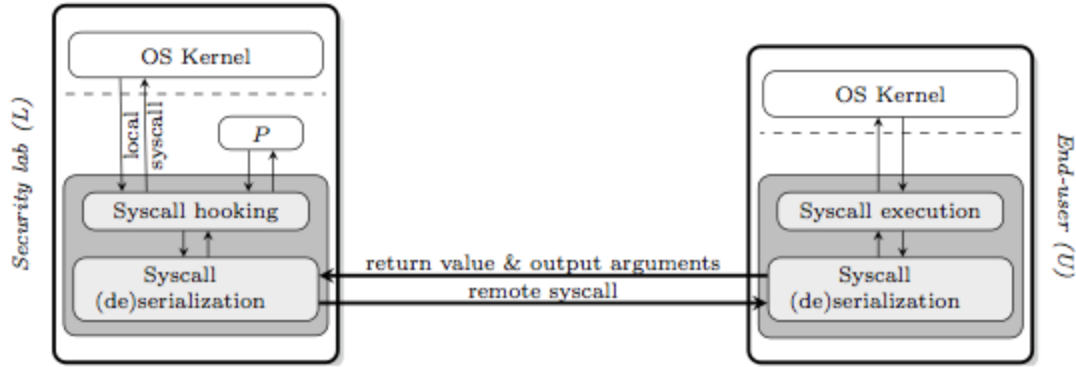 Security lab (L)
OS Kernel
local
syscall
P
Syscall hooking
Syscall
(de)serialization
return value & output arguments
remote syscall
OS Kernel
Syscall execution
Syscall
(de)serialization
End-user (U)